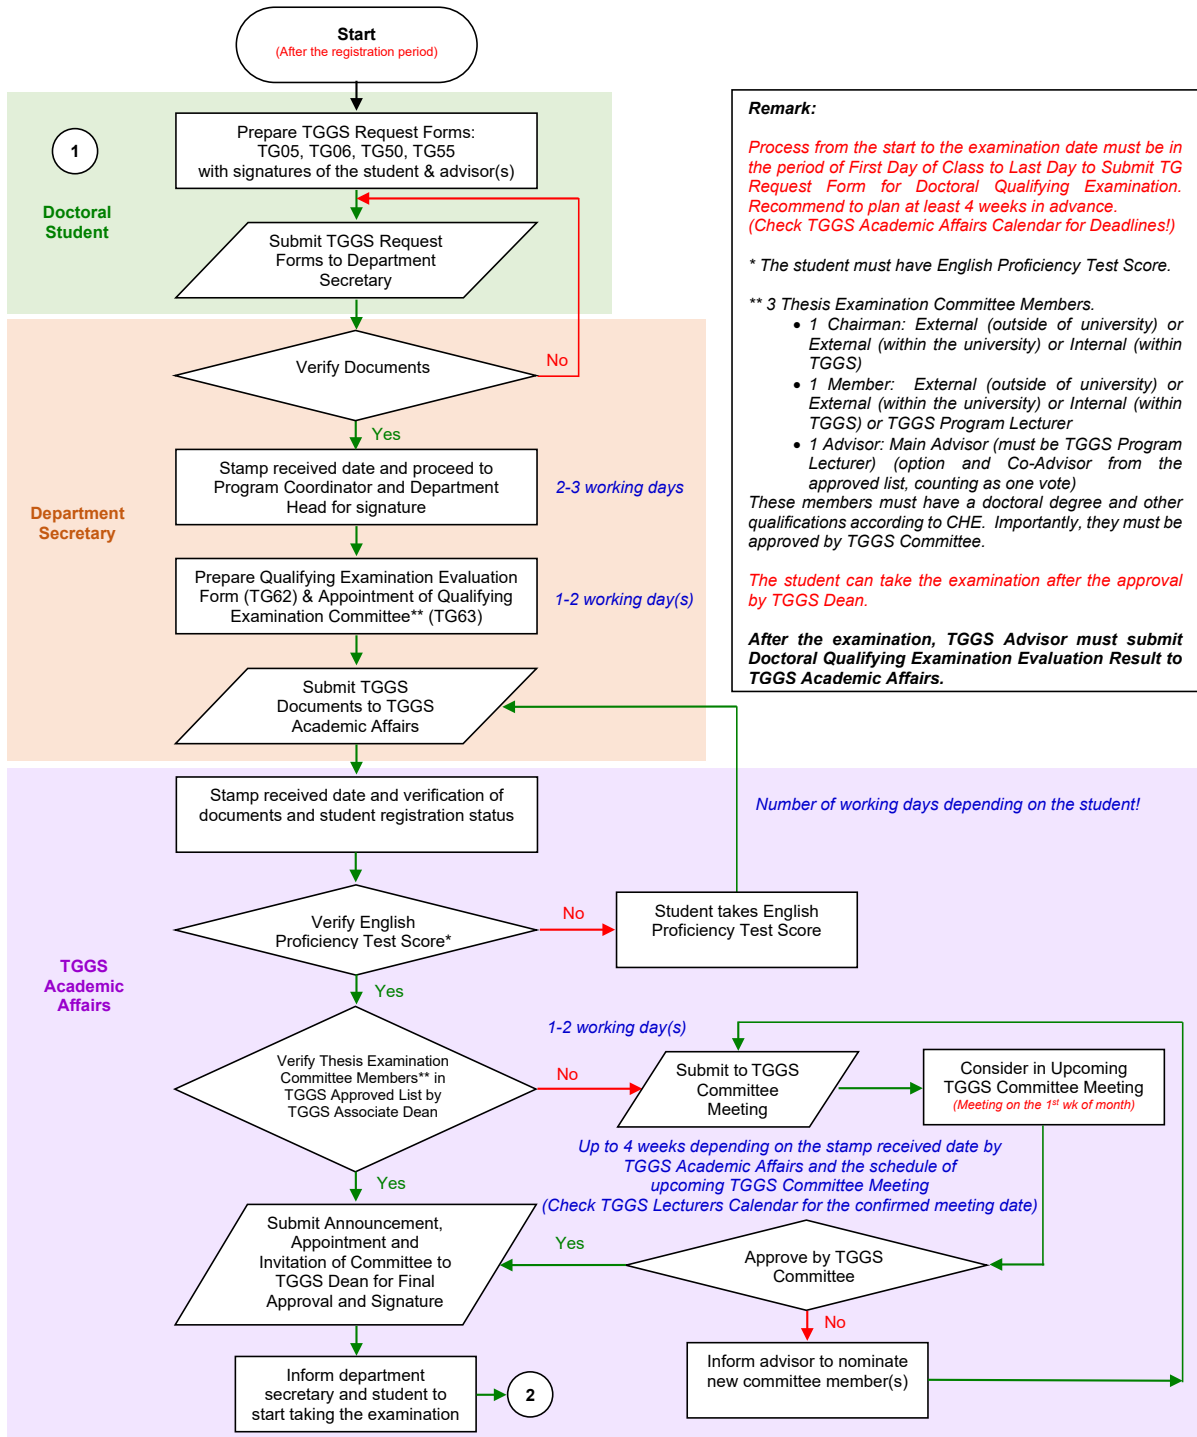 Start
(After the registration period)
1
Doctoral
Student
Prepare TGGS Request Forms:
TG05, TG06, TG50, TG55
with signatures of the student & advisor(s)
Submit TGGS Request
Forms to Department
Secretary
Verify Documents
No
Yes
Department
Secretary
Stamp received date and proceed to
Program Coordinator and Department
Head for signature
2-3 working days
Prepare Qualifying Examination Evaluation
Form (TG62) & Appointment of Qualifying
Examination Committee** (TG63)
1-2 working day(s)
Submit TGGS
Documents to TGGS
Academic Affairs
Remark:
Process from the start to the examination date must be in
the period of First Day of Class to Last Day to Submit TG
Request Form for Doctoral Qualifying Examination.
Recommend to plan at least 4 weeks in advance.
(Check TGGS Academic Affairs Calendar for Deadlines!)
* The student must have English Proficiency Test Score.
** 3 Thesis Examination Committee Members.
• 1 Chairman: External (outside of university) or
External (within the university) or Internal (within
TGGS)
• 1 Member: External (outside of university) or
External (within the university) or Internal (within
TGGS) or TGGS Program Lecturer
• 1 Advisor: Main Advisor (must be TGGS Program
Lecturer) (option and Co-Advisor from the
approved list, counting as one vote)
These members must have a doctoral degree and other
qualifications according to CHE. Importantly, they must be
approved by TGGS Committee.
The student can take the examination after the approval
by TGGS Dean.
After the examination, TGGS Advisor must submit
Doctoral Qualifying Examination Evaluation Result to
TGGS Academic Affairs.
Stamp received date and verification of
documents and student registration status
Number of working days depending on the student!
Verify English
Proficiency Test Score*
No
Student takes English
Proficiency Test Score
Yes
TGGS
Academic
Affairs
1-2 working day(s)
Verify Thesis Examination
Committee Members** in
TGGS Approved List by
TGGS Associate Dean
No
Submit to TGGS
Committee
Meeting
Consider in Upcoming
TGGS Committee Meeting
(Meeting on the 1st wk of month)
Up to 4 weeks depending on the stamp received date by
TGGS Academic Affairs and the schedule of
upcoming TGGS Committee Meeting
(Check TGGS Lecturers Calendar for the confirmed meeting date)
Yes
Submit Announcement,
Appointment and
Invitation of Committee to
TGGS Dean for Final
Approval and Signature
Yes
Approve by TGGS
Committee
No
Inform advisor to nominate
new committee member(s)
Inform department
secretary and student to
start taking the examination
2